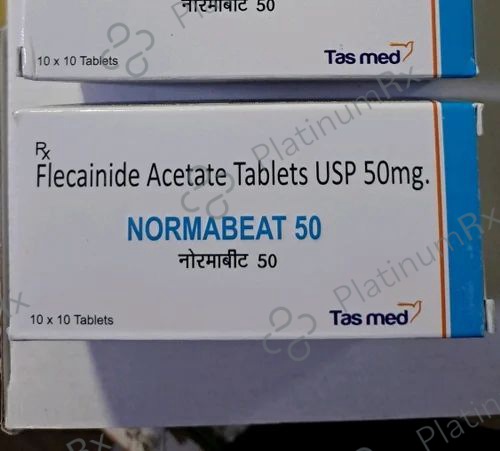 नोरमाबीट 50
10 x 10 Tablets
Tas med
PlatinumRx
Rx
Flecainide Acetate Tablets USP 50mg.
NORMABEAT 50
नोरमाबीट 50
PlatinumRx
10 x 10 Tablets
Tas med